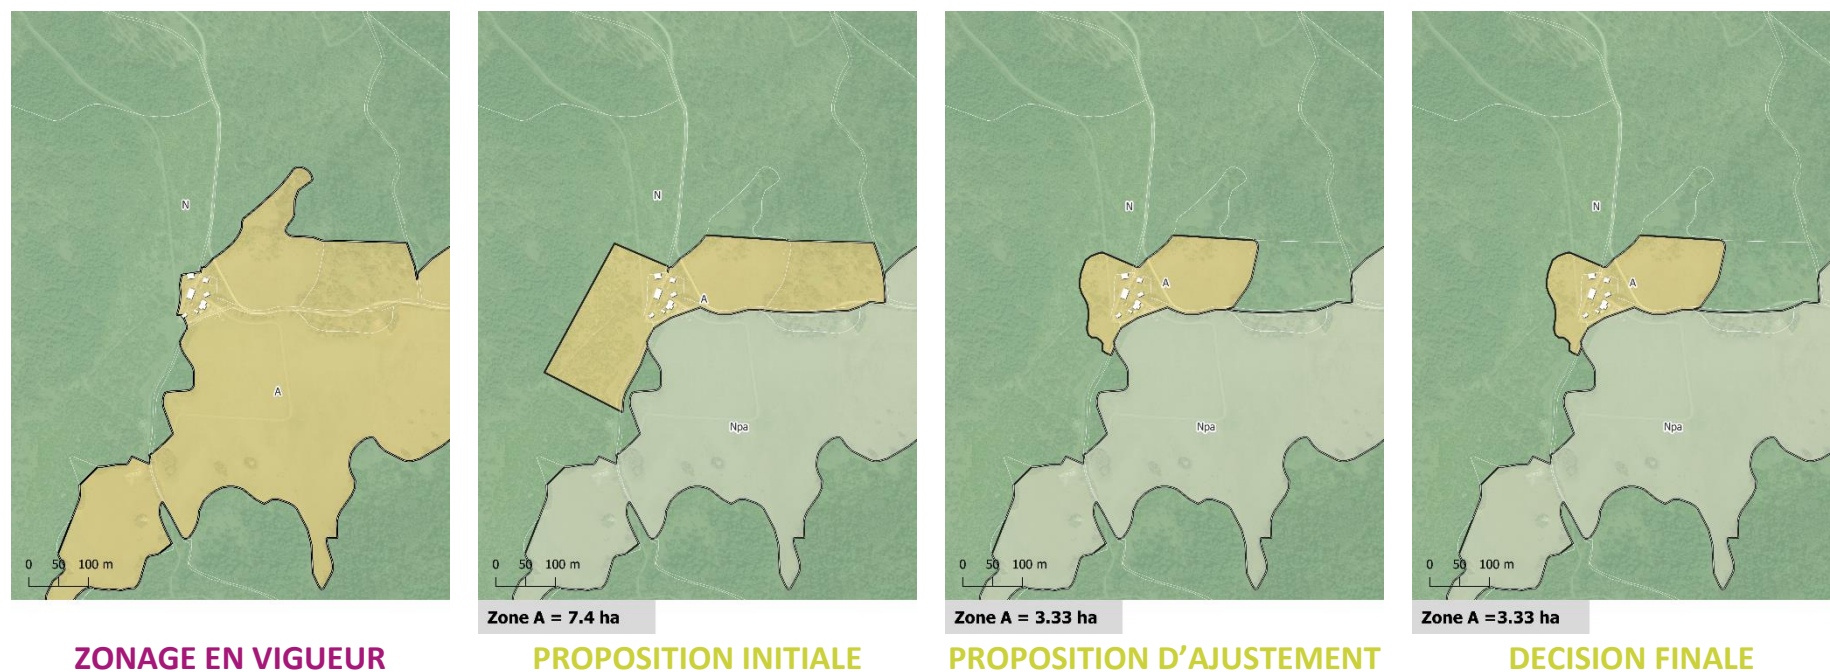 N
A
0 50 100 m
ZONAGE EN VIGUEUR
N
A
Npa
0 50 100 m
Zone A = 7.4 ha
PROPOSITION INITIALE
N
A
Npa
0 50 100 m
Zone A = 3.33 ha
PROPOSITION D'AJUSTEMENT
N
A
Npa
0 50 100 m
Zone A =3.33 ha
DECISION FINALE